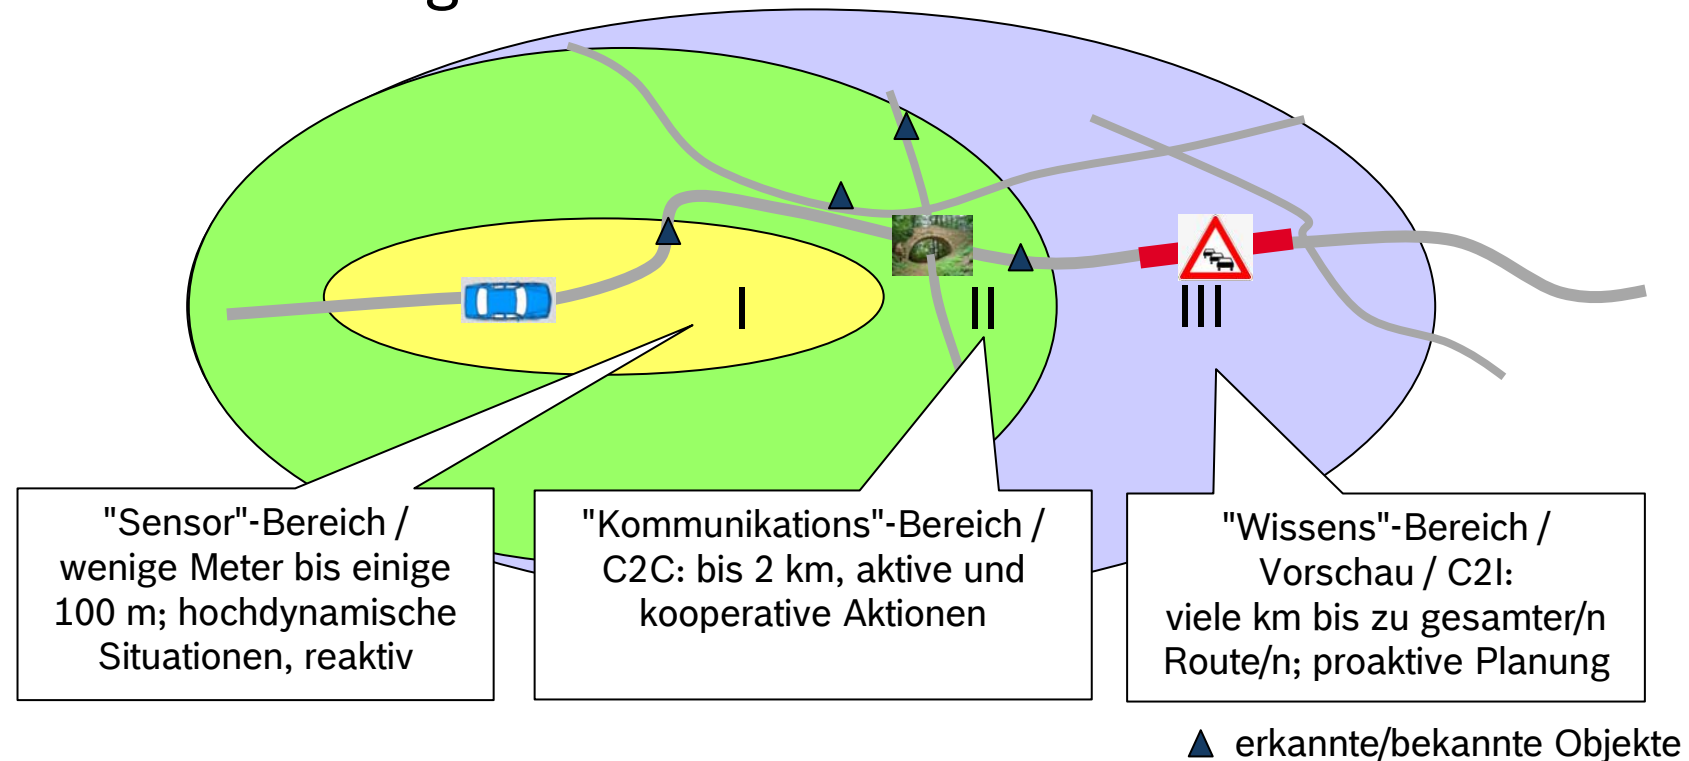 g
I
II
III
"Sensor"-Bereich /
wenige Meter bis einige
100 m; hochdynamische
Situationen, reaktiv
"Kommunikations"-Bereich /
C2C: bis 2 km, aktive und
kooperative Aktionen
"Wissens"-Bereich /
Vorschau / C2I:
viele km bis zu gesamter/n
Route/n; proaktive Planung
erkannte/bekannte Objekte